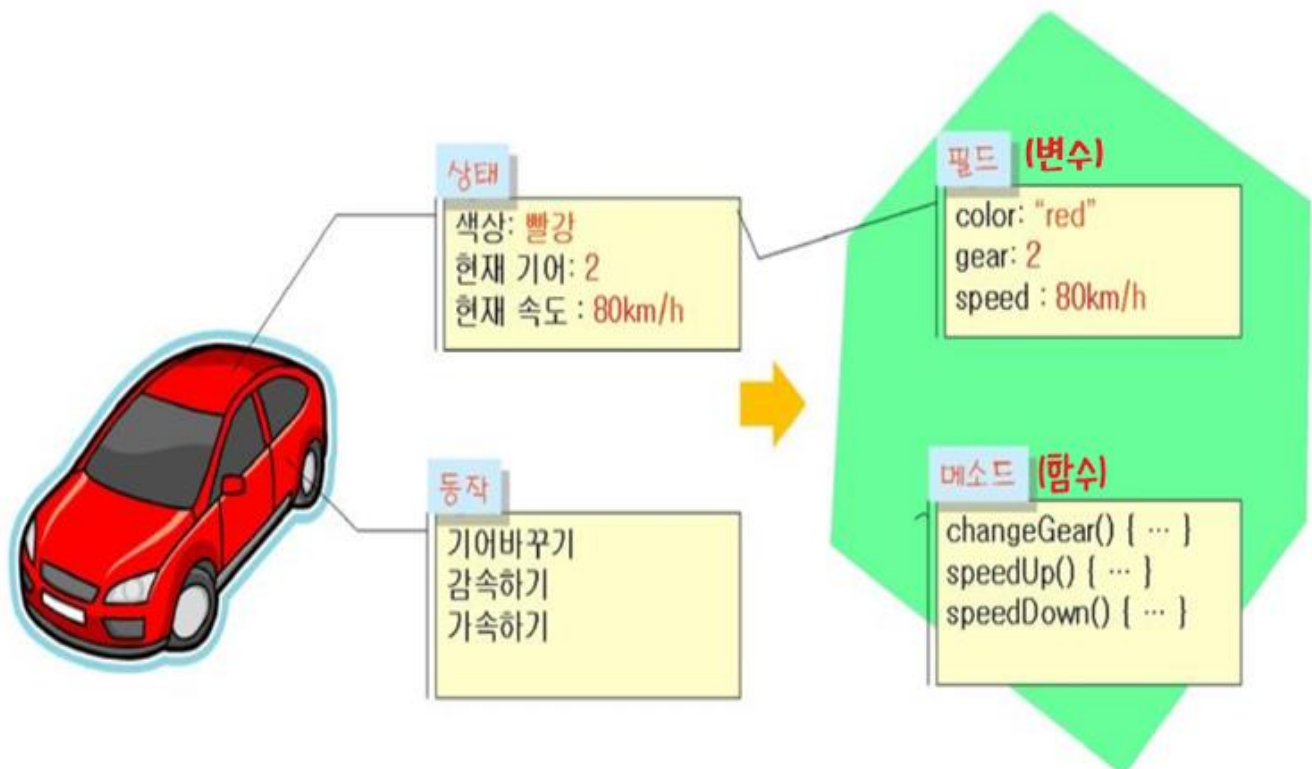 상태
색상: 빨강
현재 기어: 2
현재 속도 : 80km/h
동작
기어바꾸기
감속하기
가속하기
필드 (변수)
color: “red”
gear: 2
speed : 80km/h
메소드 (함수)
changeGear() { … }
speedUp() { … }
speedDown() { … }